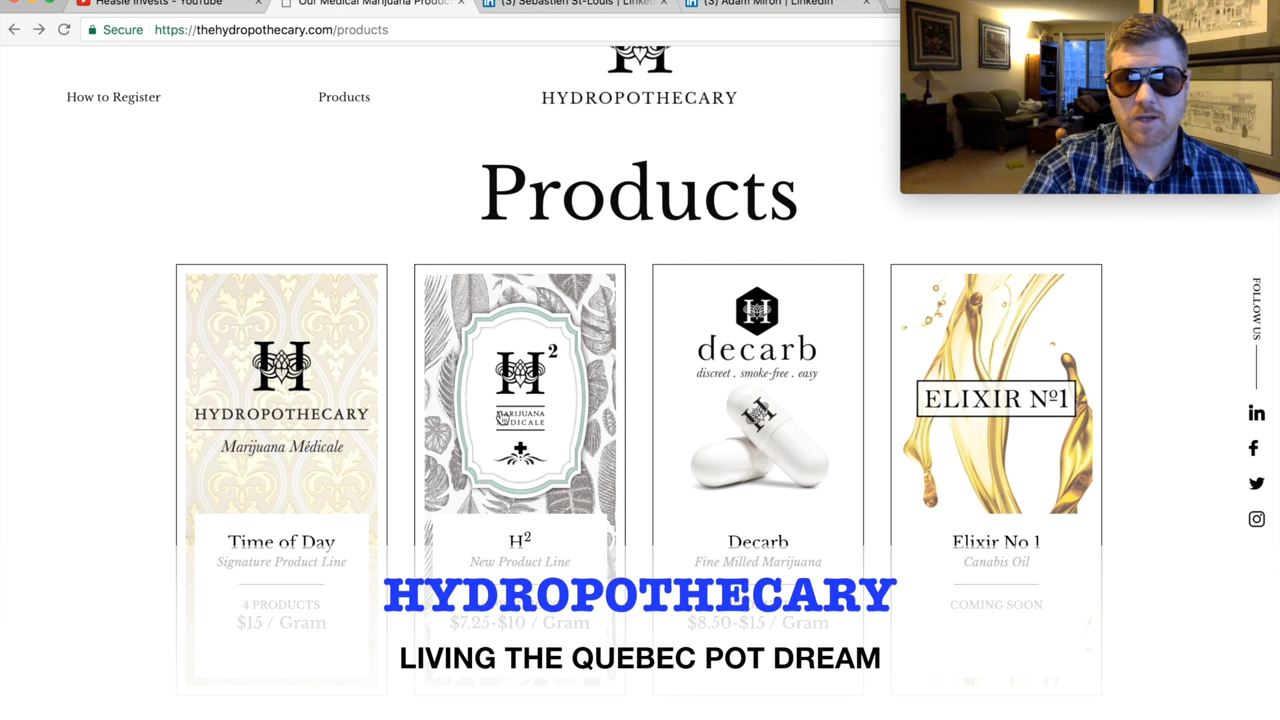 Heasie Invests - YouTube
Our Medical Marijuana Produc
(3) Sebastien St-Louis | Linked
(3) Adam Miron | LinkedIn
Secure https://thehydropothecary.com/products
How to Register
Products
H
HYDROPOTHECARY
Products
H
HYDROPOTHECARY
Marijuana Médicale
Time of Day
Signature Product Line
4 PRODUCTS
$15 / Gram
H²
MARIJUANA
MÉDICALE
H²
New Product Line
$7.25-$10 / Gram
H
decarb
discreet . smoke-free . easy
H
Decarb
Fine Milled Marijuana
$8.50-$15 / Gram
ELIXIR Nº1
Elixir No 1
Canabis Oil
COMING SOON
FOLLOW US
HYDROPOTHECARY
LIVING THE QUEBEC POT DREAM